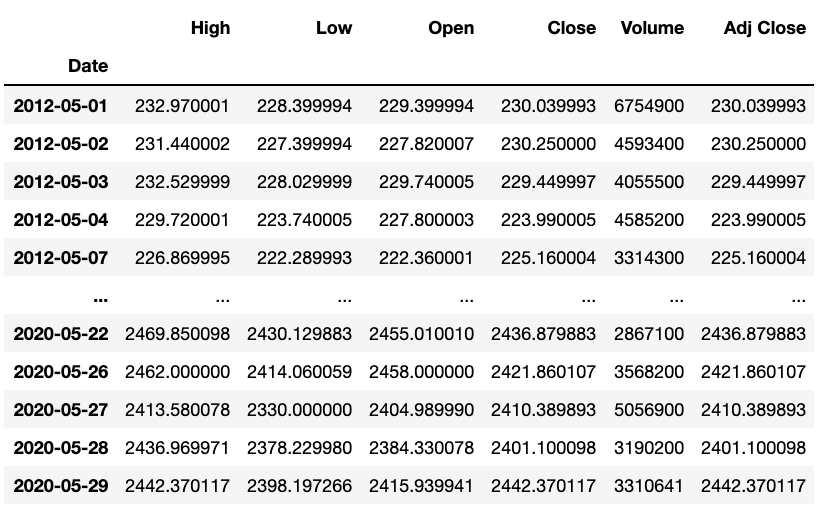 High Low Open Close Volume Adj Close
Date
2012-05-01 232.970001 228.399994 229.399994 230.039993 6754900 230.039993
2012-05-02 231.440002 227.399994 227.820007 230.250000 4593400 230.250000
2012-05-03 232.529999 228.029999 229.740005 229.449997 4055500 229.449997
2012-05-04 229.720001 223.740005 227.800003 223.990005 4585200 223.990005
2012-05-07 226.869995 222.289993 222.360001 225.160004 3314300 225.160004
... ... ... ... ... ... ...
2020-05-22 2469.850098 2430.129883 2455.010010 2436.879883 2867100 2436.879883
2020-05-26 2462.000000 2414.060059 2458.000000 2421.860107 3568200 2421.860107
2020-05-27 2413.580078 2330.000000 2404.989990 2410.389893 5056900 2410.389893
2020-05-28 2436.969971 2378.229980 2384.330078 2401.100098 3190200 2401.100098
2020-05-29 2442.370117 2398.197266 2415.939941 2442.370117 3310641 2442.370117